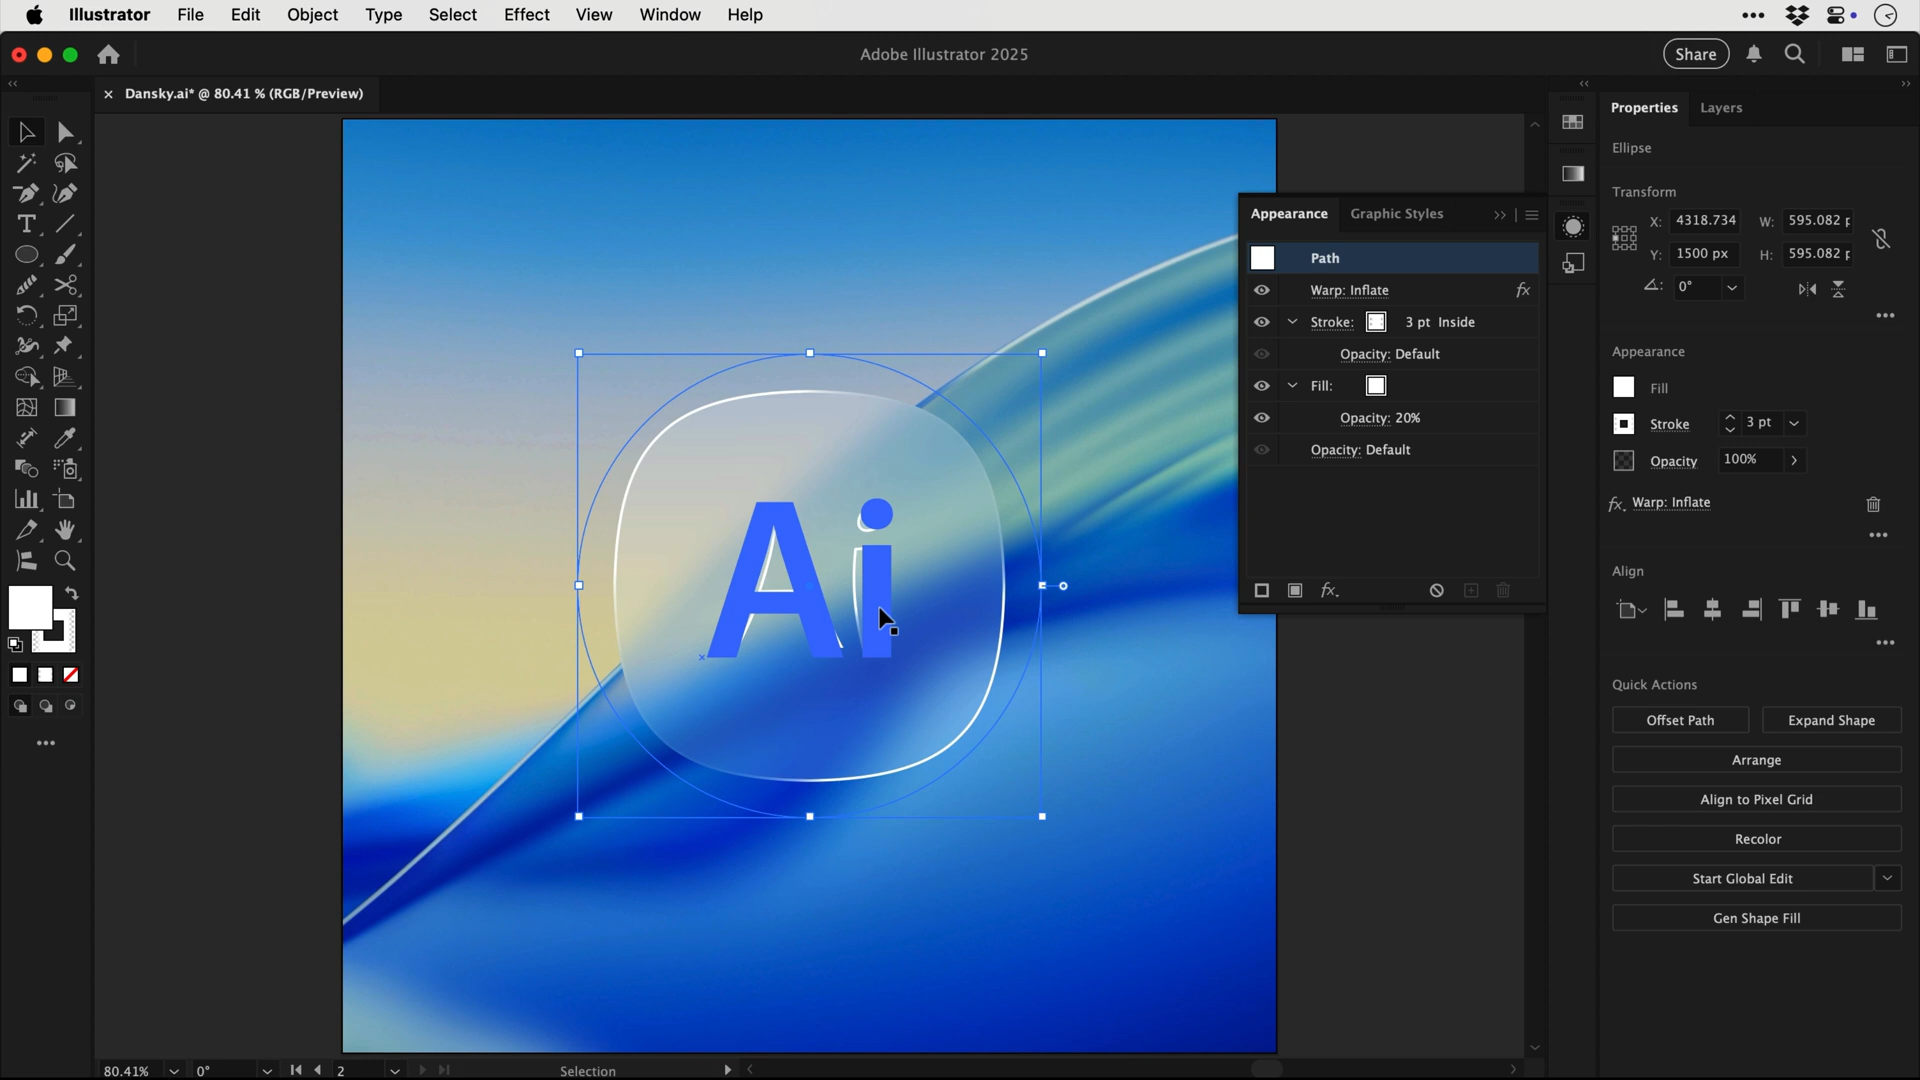 Illustrator File Edit Object Type Select Effect View Window Help
Adobe Illustrator 2025
Share
Dansky.ai* @ 80.41 % (RGB/Preview)
Properties Layers
Ellipse
Transform
X: 4318.734 W: 595.082 p
Y: 1500 px H: 595.082 p
0°
Appearance
Fill
Stroke 3 pt
Opacity 100%
fx Warp: Inflate
Align
Quick Actions
Offset Path Expand Shape
Arrange
Align to Pixel Grid
Recolor
Start Global Edit
Gen Shape Fill
Appearance Graphic Styles
Path
Warp: Inflate fx
Stroke: 3 pt Inside
Opacity: Default
Fill:
Opacity: 20%
Opacity: Default
fx
Ai
80.41% 0° 2 Selection